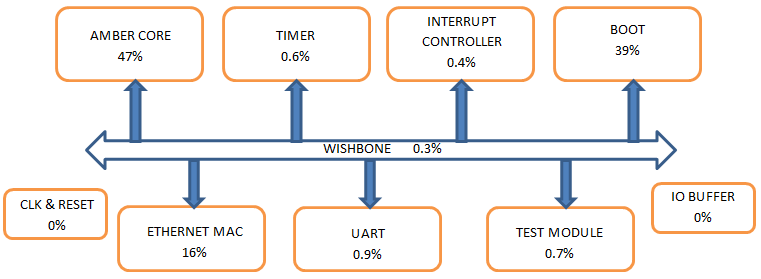 AMBER CORE
47%
TIMER
0.6%
INTERRUPT
CONTROLLER
0.4%
BOOT
39%
WISHBONE 0.3%
CLK & RESET
0%
ETHERNET MAC
16%
UART
0.9%
TEST MODULE
0.7%
IO BUFFER
0%